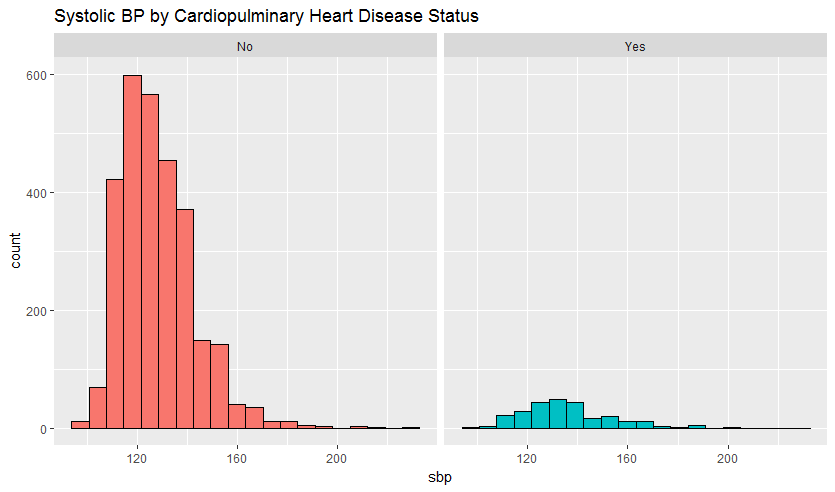 Systolic BP by Cardiopulminary Heart Disease Status
No
Yes
600
400
200
0
count
120
160
200
120
160
200
sbp